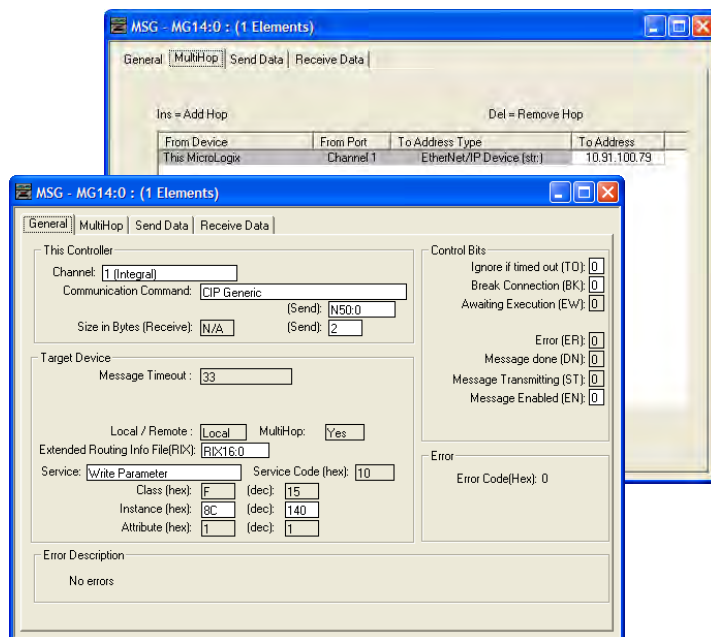 MSG - MG14:0 : (1 Elements)
General MultiHop Send Data Receive Data
Ins = Add Hop Del = Remove Hop
From Device From Port To Address Type To Address
This MicroLogix Channel 1 EtherNet/IP Device (str:) 10.91.100.79
MSG - MG14:0 : (1 Elements)
General MultiHop Send Data Receive Data
This Controller
Channel: 1 (Integral)
Communication Command: CIP Generic
(Send): N50:0
Size in Bytes (Receive): N/A (Send): 2
Target Device
Message Timeout : 33
Local / Remote : Local MultiHop: Yes
Extended Routing Info File(RIX): RIX16:0
Service: Write Parameter Service Code (hex): 10
Class (hex): F (dec): 15
Instance (hex): 8C (dec): 140
Attribute (hex): 1 (dec): 1
Control Bits
Ignore if timed out (TO): 0
Break Connection (BK): 0
Awaiting Execution (EW): 0
Error (ER): 0
Message done (DN): 0
Message Transmitting (ST): 0
Message Enabled (EN): 0
Error
Error Code(Hex): 0
Error Description
No errors